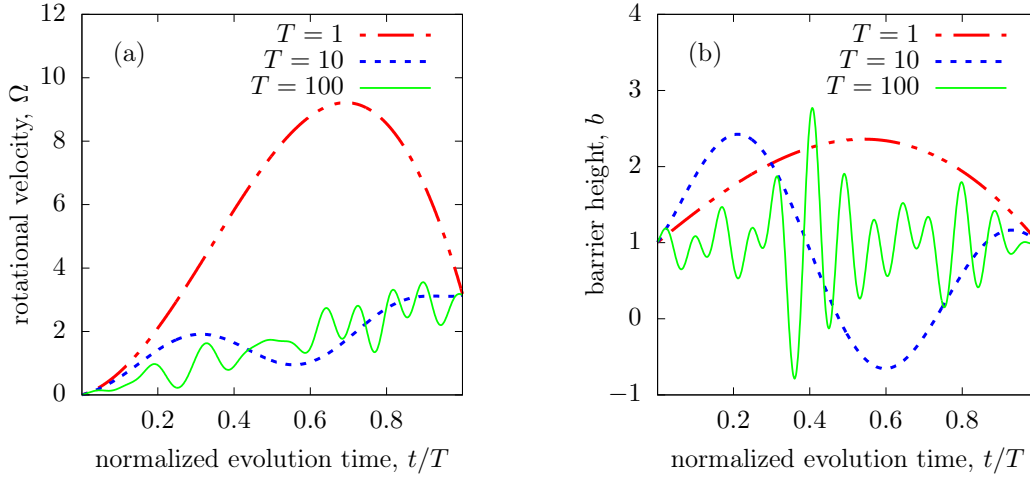 (a)
T = 1
T = 10
T = 100
12
10
8
6
4
2
0
0.2
0.4
0.6
0.8
rotational velocity, Ω
normalized evolution time, t/T
(b)
T = 1
T = 10
T = 100
4
3
2
1
0
−1
0.2
0.4
0.6
0.8
barrier height, b
normalized evolution time, t/T